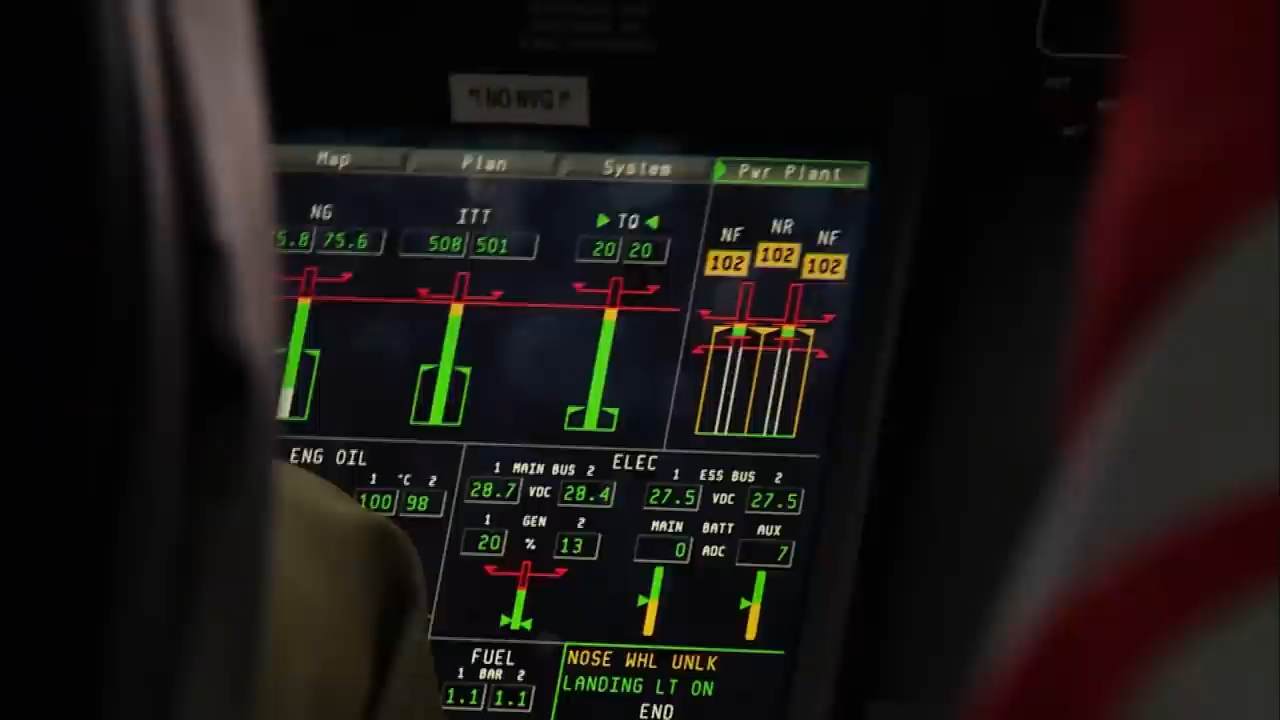 " NO NVG "
Map Plan System Pwr Plant
NG ITT TQ NF NR NF
5.8 75.6 508 501 20 20 102 102 102
ENG OIL ELEC
1 °C 2 1 MAIN BUS 2 1 ESS BUS 2
100 98 28.7 VDC 28.4 27.5 VDC 27.5
1 GEN 2 MAIN BATT AUX
20 % 13 0 ADC 7
FUEL NOSE WHL UNLK
1 BAR 2 LANDING LT ON
1.1 1.1 END